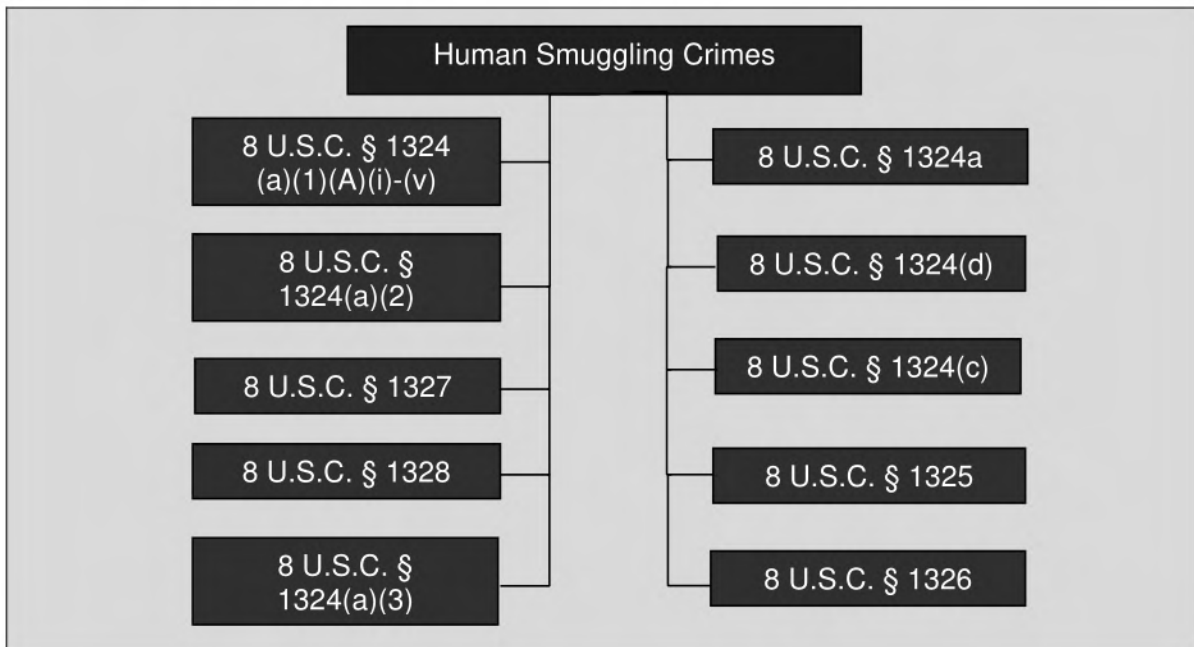 Human Smuggling Crimes
8 U.S.C. § 1324
(a)(1)(A)(i)-(v)
8 U.S.C. §
1324(a)(2)
8 U.S.C. § 1327
8 U.S.C. § 1328
8 U.S.C. §
1324(a)(3)
8 U.S.C. § 1324a
8 U.S.C. § 1324(d)
8 U.S.C. § 1324(c)
8 U.S.C. § 1325
8 U.S.C. § 1326